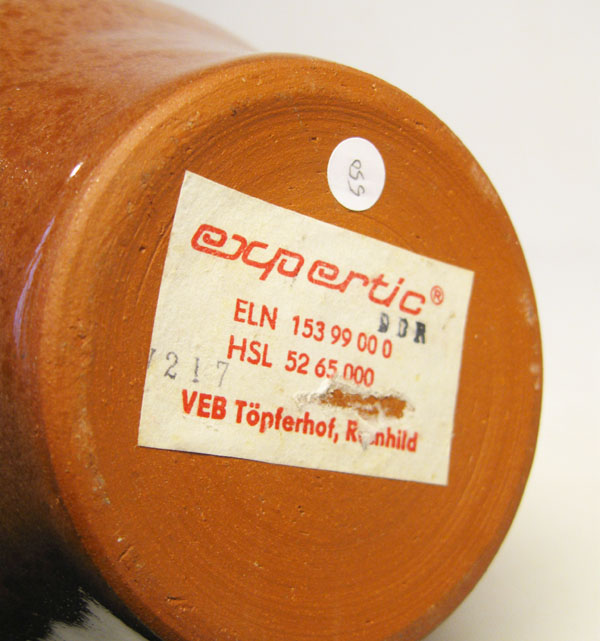 659
expertic®
DDR
ELN 153 99 00 0
HSL 52 65 000
217
VEB Töpferhof,